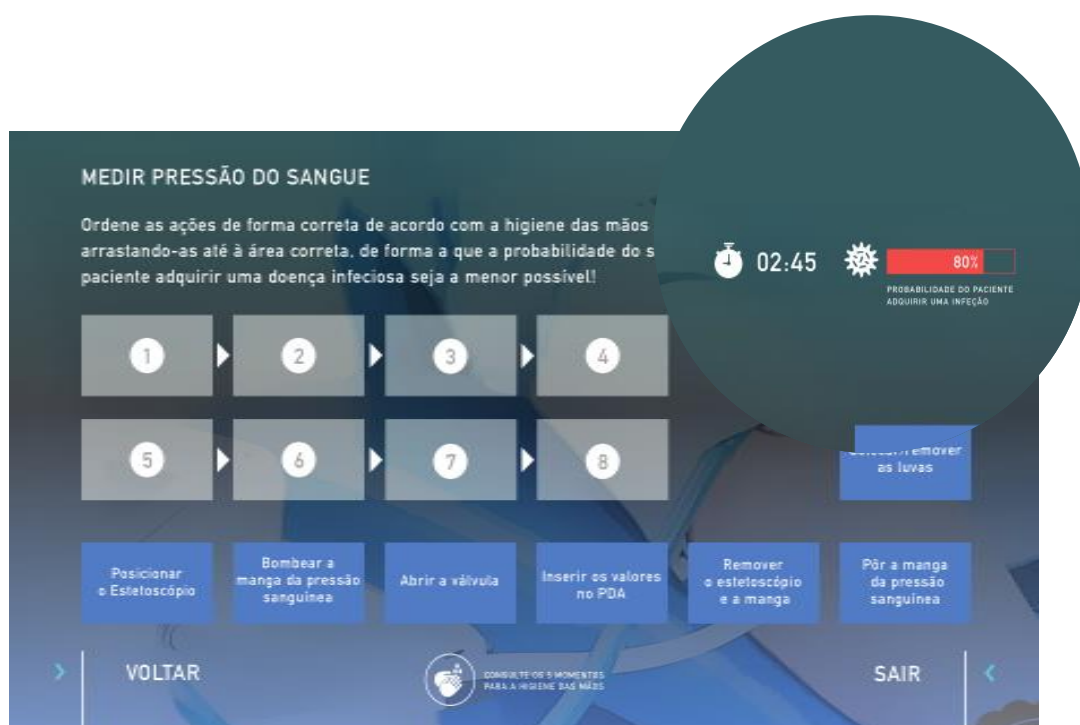 MEDIR PRESSÃO DO SANGUE
Ordene as ações de forma correta de acordo com a higiene das mãos
arrastando-as até à área correta, de forma a que a probabilidade do s
paciente adquirir uma doença infeciosa seja a menor possível!
02:45
80%
PROBABILIDADE DO PACIENTE
ADQUIRIR UMA INFEÇÃO
1
2
3
4
5
6
7
8
remover
as luvas
Posicionar
o Estetoscópio
Bombear a
manga da pressão
sanguínea
Abrir a válvula
Inserir os valores
no PDA
Remover
o estetoscópio
e a manga
Pôr a manga
da pressão
sanguínea
VOLTAR
CONSULTE OS 5 MOMENTOS
PARA A HIGIENE DAS MÃOS
SAIR